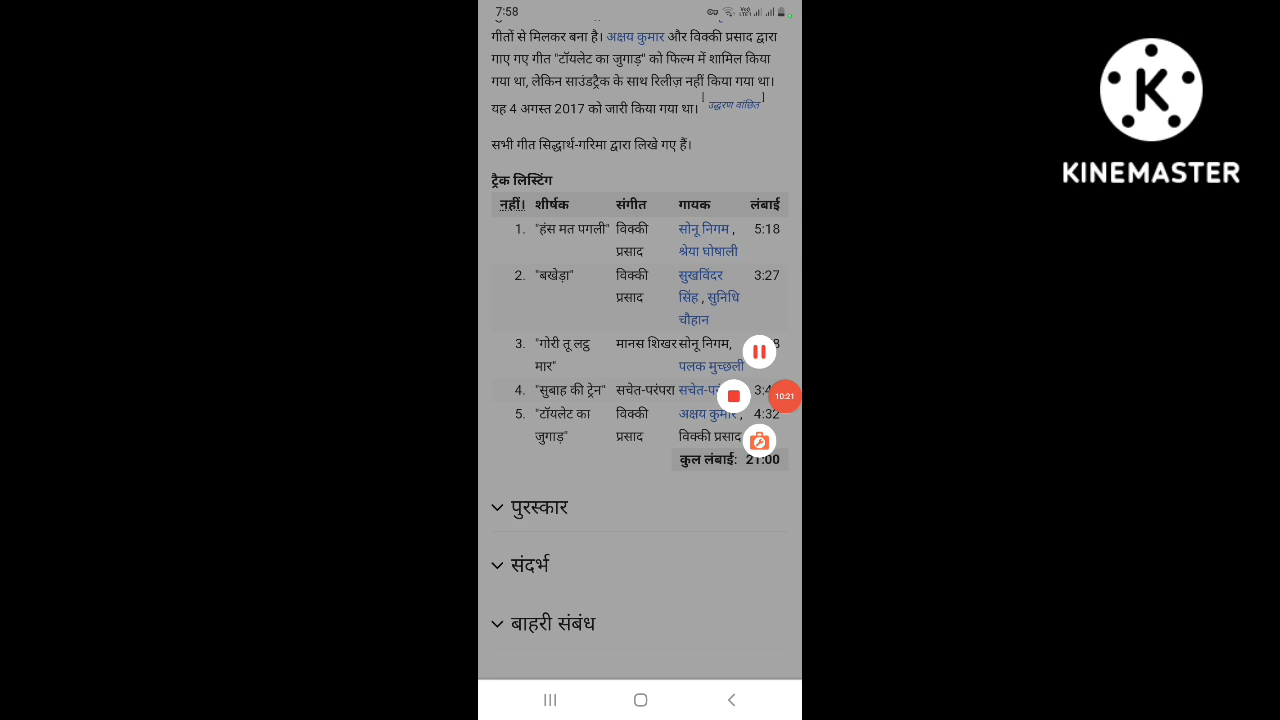 7:58
गीतों से मिलकर बना है। अक्षय कुमार और विक्की प्रसाद द्वारा
गाए गए गीत "टॉयलेट का जुगाड़" को फिल्म में शामिल किया
गया था, लेकिन साउंडट्रैक के साथ रिलीज़ नहीं किया गया था।
यह 4 अगस्त 2017 को जारी किया गया था। [ उद्धरण वांछित ]
सभी गीत सिद्धार्थ-गरिमा द्वारा लिखे गए हैं।
ट्रैक लिस्टिंग
नहीं। शीर्षक संगीत गायक लंबाई
1. "हंस मत पगली" विक्की सोनू निगम , 5:18
प्रसाद श्रेया घोषाली
2. "बखेड़ा" विक्की सुखविंदर 3:27
प्रसाद सिंह , सुनिधि
चौहान
3. "गोरी तू लट्ठ मानस शिखर सोनू निगम,
मार" पलक मुच्छली
4. "सुबाह की ट्रेन" सचेत-परंपरा
5. "टॉयलेट का विक्की अक्षय कुमार , 4:32
जुगाड़" प्रसाद विक्की प्रसाद
कुल लंबाई: 21:00
पुरस्कार
संदर्भ
बाहरी संबंध
10:21
K
KINEMASTER